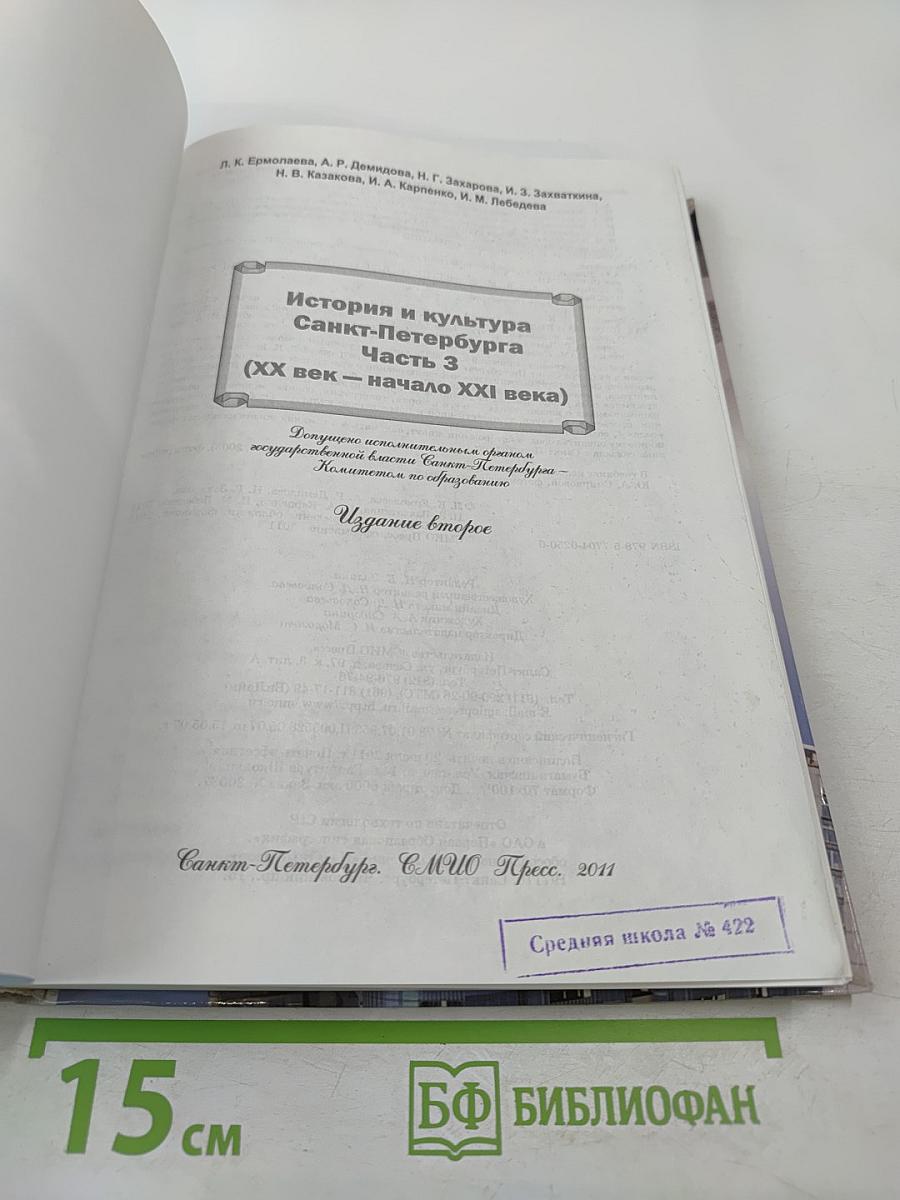 Л. К. Ермолаева, А. Р. Демидова, Н. Г. Захарова, И. З. Захваткина,
Н. В. Казакова, И. А. Карпенко, И. М. Лебедева
История и культура
Санкт-Петербурга
Часть 3
(XX век — начало XXI века)
Допущено исполнительным органом
государственной власти Санкт-Петербурга –
Комитетом по образованию
Издание второе
Санкт-Петербург. СМИО Пресс. 2011
Средняя школа № 422
15 см
БФ БИБЛИОФАН